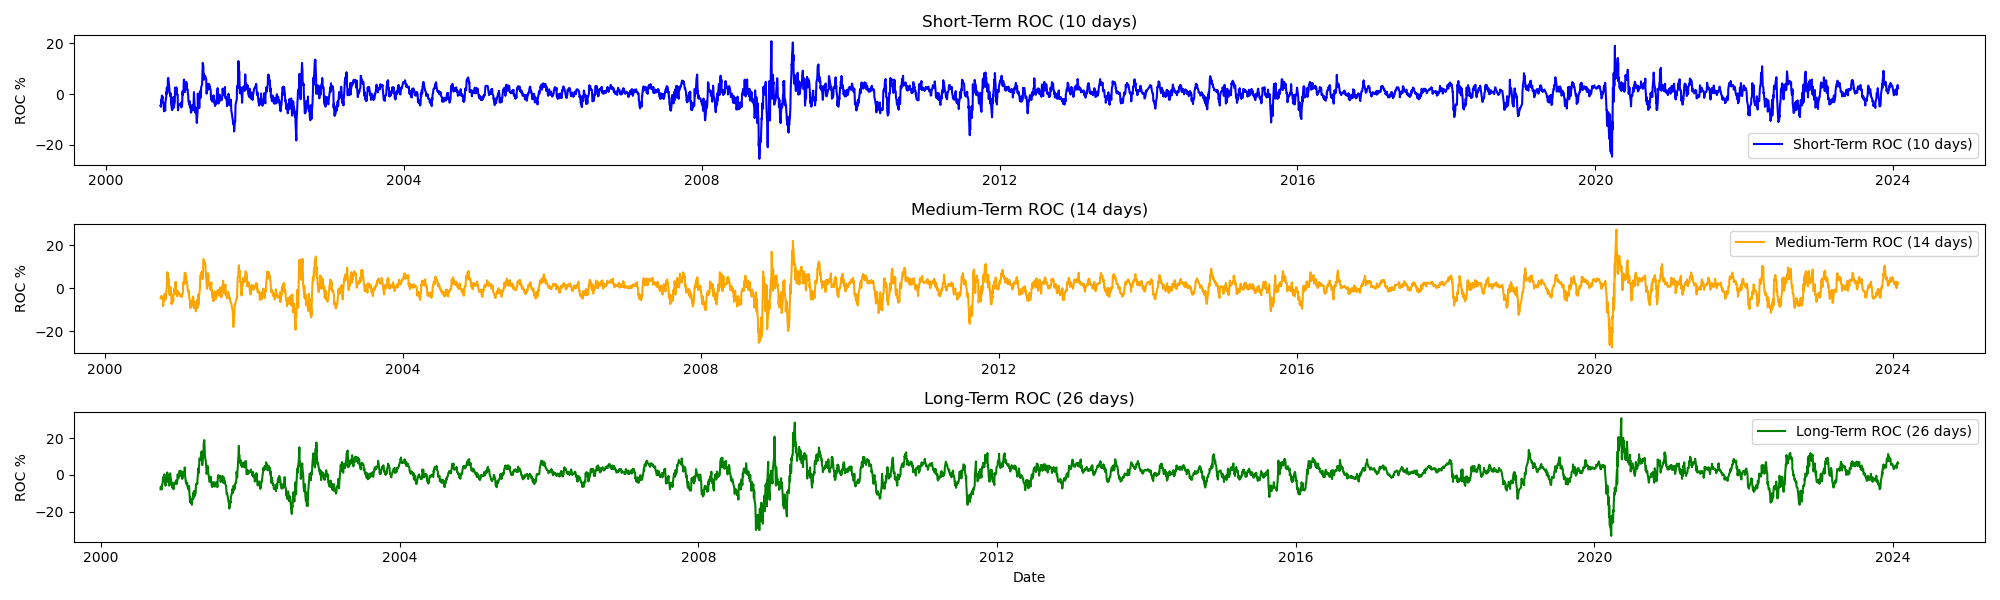 Short-Term ROC (10 days)
ROC %
20
0
−20
Short-Term ROC (10 days)
2000 2004 2008 2012 2016 2020 2024
Medium-Term ROC (14 days)
ROC %
20
0
−20
Medium-Term ROC (14 days)
2000 2004 2008 2012 2016 2020 2024
Long-Term ROC (26 days)
ROC %
20
0
−20
Long-Term ROC (26 days)
2000 2004 2008 2012 2016 2020 2024
Date